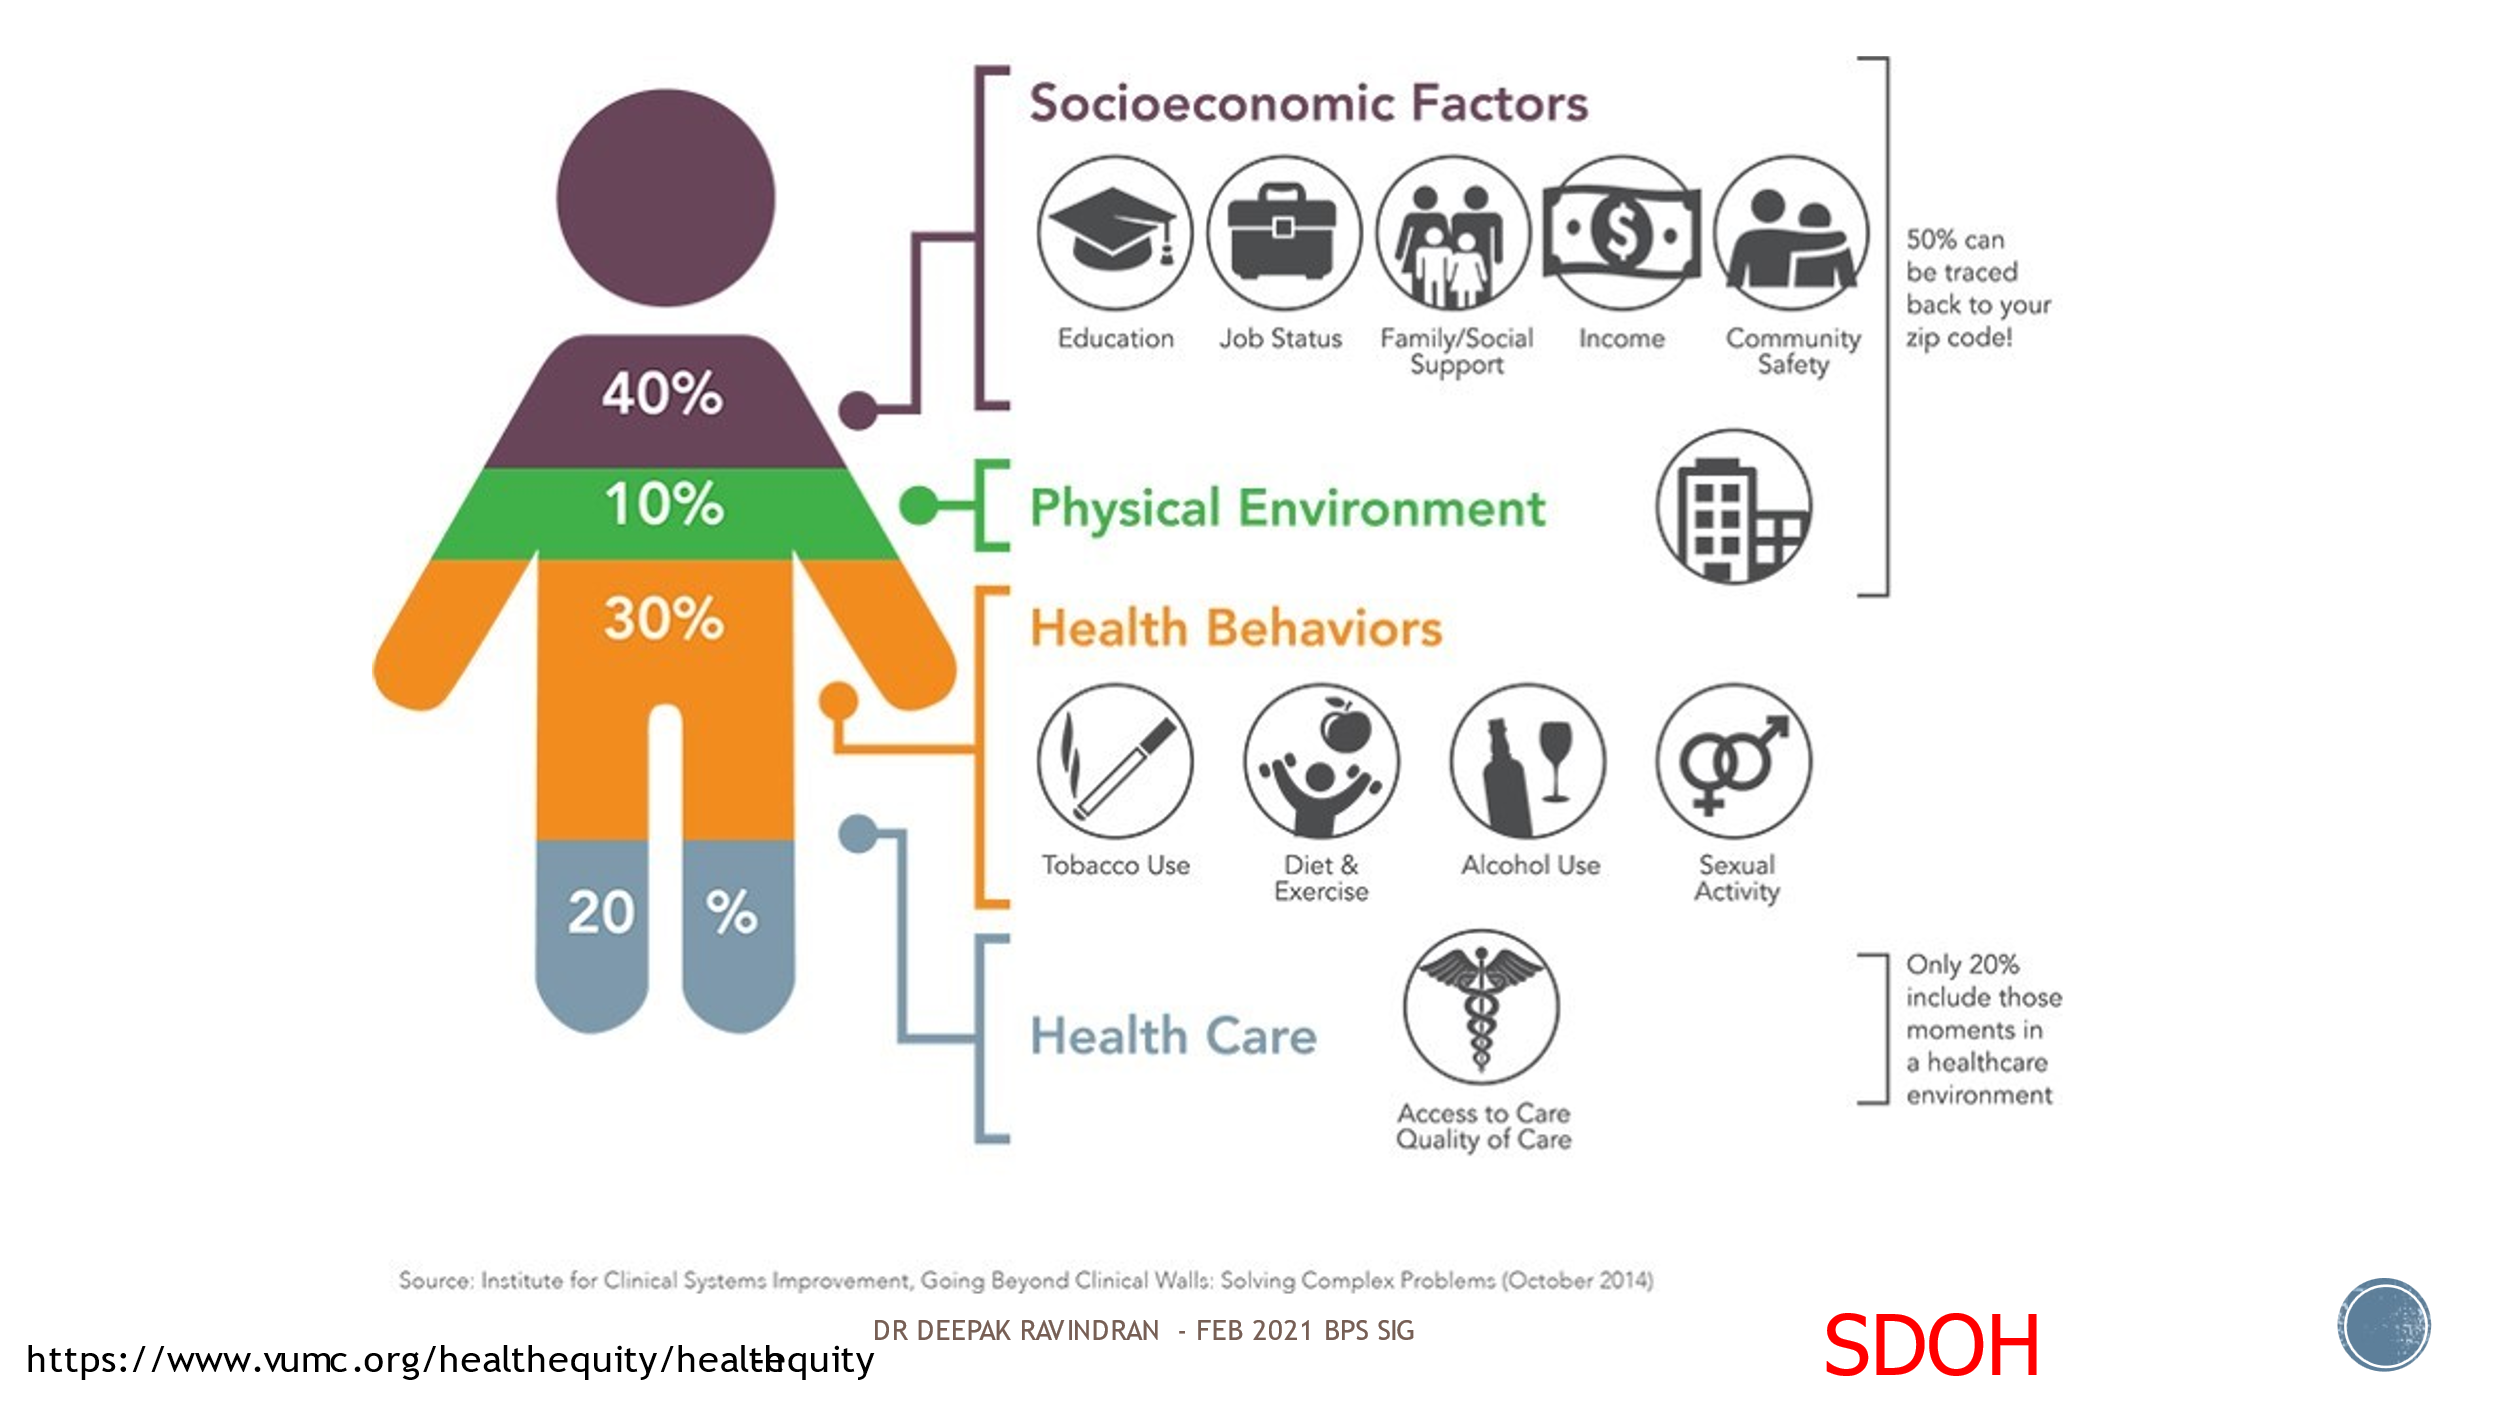 Socioeconomic Factors
Education
Job Status
Family/Social
Support
Income
Community
Safety
50% can
be traced
back to your
zip code!
40%
10%
Physical Environment
30%
Health Behaviors
Tobacco Use
Diet &
Exercise
Alcohol Use
Sexual
Activity
20 %
Health Care
Access to Care
Quality of Care
Only 20%
include those
moments in
a healthcare
environment
Source: Institute for Clinical Systems Improvement, Going Beyond Clinical Walls: Solving Complex Problems (October 2014)
DR DEEPAK RAVINDRAN - FEB 2021 BPS SIG
https://www.vumc.org/healthequity/health-equity
SDOH